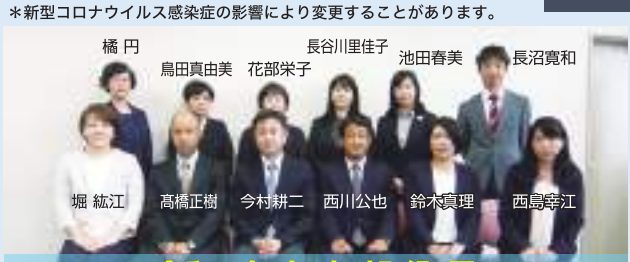 ＊新型コロナウイルス感染症の影響により変更することがあります。
橘 円
鳥田真由美
花部栄子
長谷川里佳子
池田春美
長沼寛和
堀 紘江
髙橋正樹
今村耕二
西川公也
鈴木真理
西島幸江